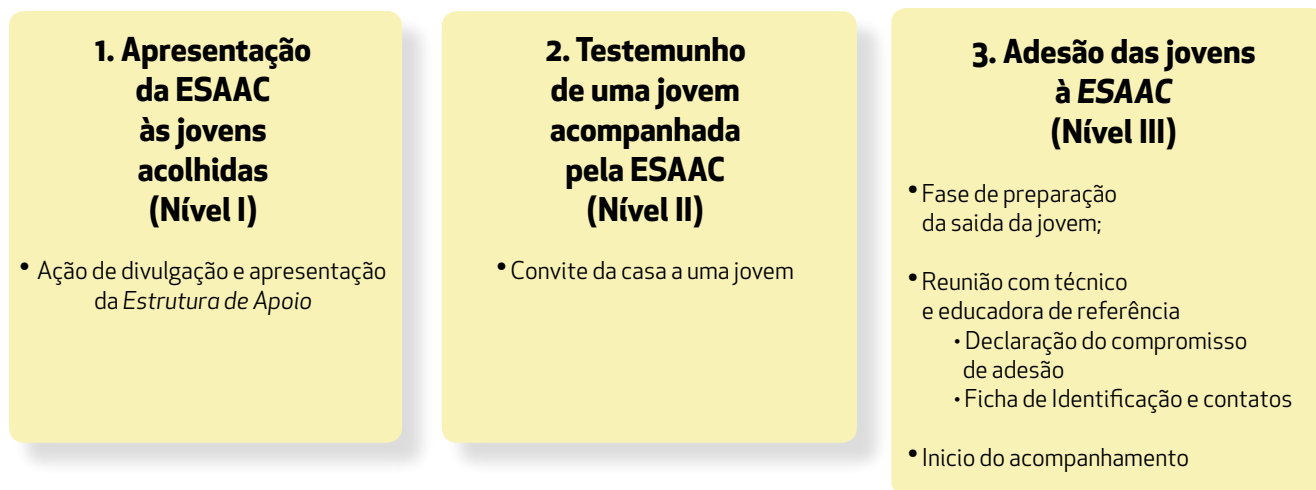 1. Apresentação
da ESAAC
às jovens
acolhidas
(Nível I)
• Ação de divulgação e apresentação
da Estrutura de Apoio
2. Testemunho
de uma jovem
acompanhada
pela ESAAC
(Nível II)
• Convite da casa a uma jovem
3. Adesão das jovens
à ESAAC
(Nível III)
• Fase de preparação
da saida da jovem;
• Reunião com técnico
e educadora de referência
• Declaração do compromisso
de adesão
• Ficha de Identificação e contatos
• Inicio do acompanhamento